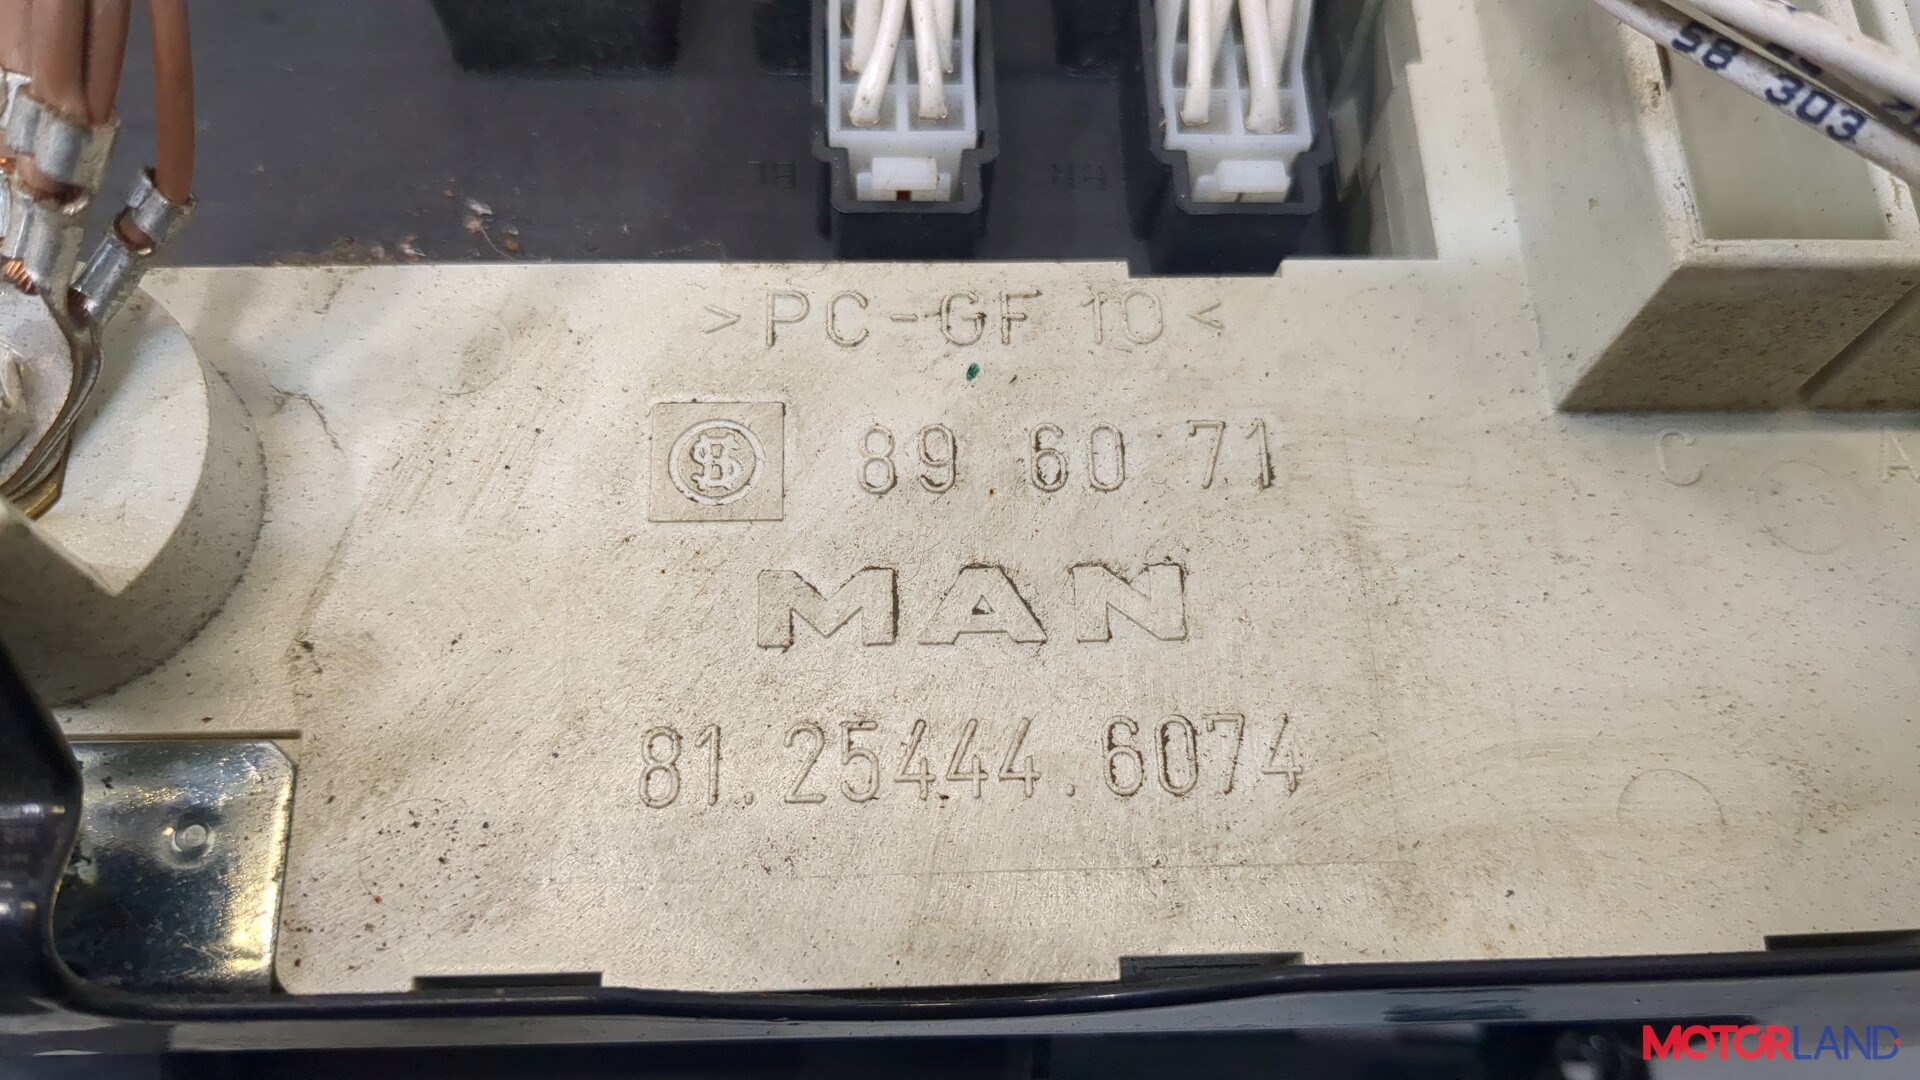 58 303
>PC-GF 10<
89 60 71
C A
MAN
81.25444.6074
MOTORLAND